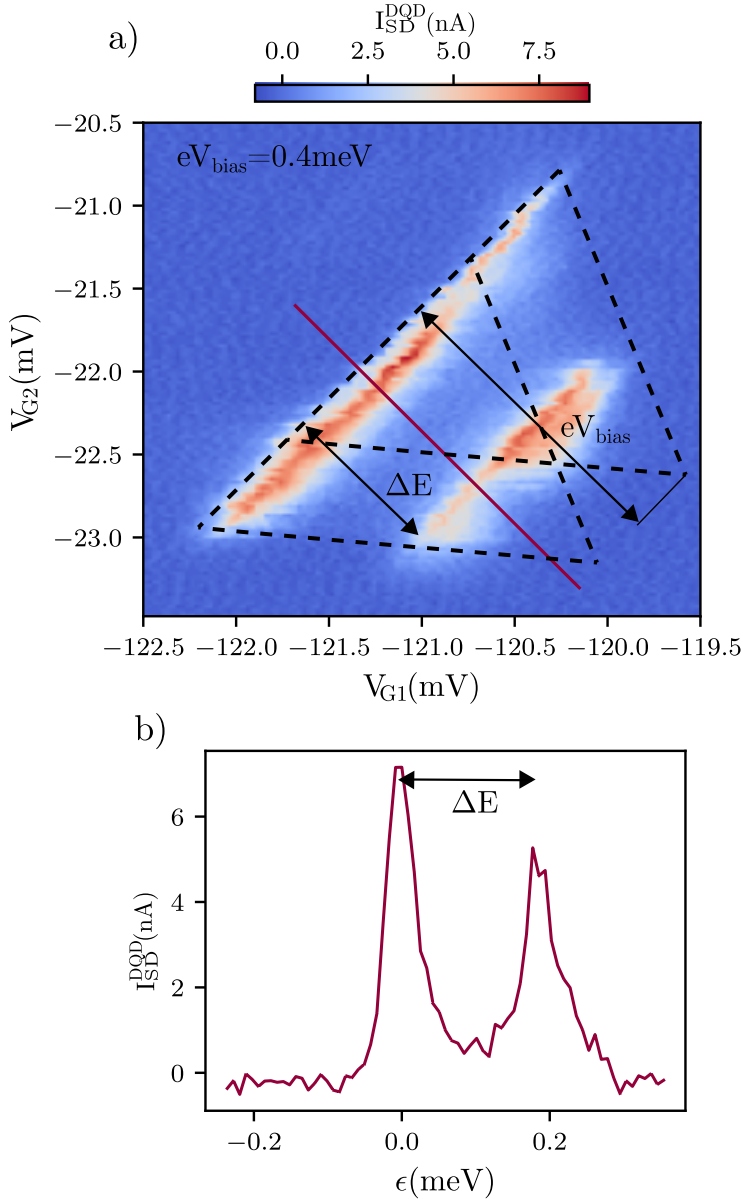 a)
I_SD^DQD(nA)
0.0 2.5 5.0 7.5
eV_bias=0.4meV
−20.5
−21.0
−21.5
−22.0
−22.5
−23.0
V_G2(mV)
eV_bias
ΔE
−122.5 −122.0 −121.5 −121.0 −120.5 −120.0 −119.5
V_G1(mV)
b)
ΔE
6
4
2
0
I_SD^DQD(nA)
−0.2 0.0 0.2
ϵ(meV)